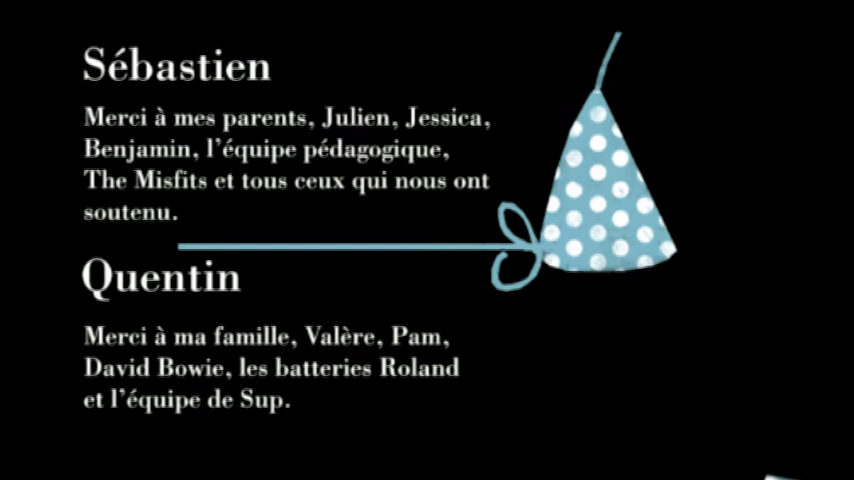 Sébastien
Merci à mes parents, Julien, Jessica,
Benjamin, l'équipe pédagogique,
The Misfits et tous ceux qui nous ont
soutenu.
Quentin
Merci à ma famille, Valère, Pam,
David Bowie, les batteries Roland
et l'équipe de Sup.